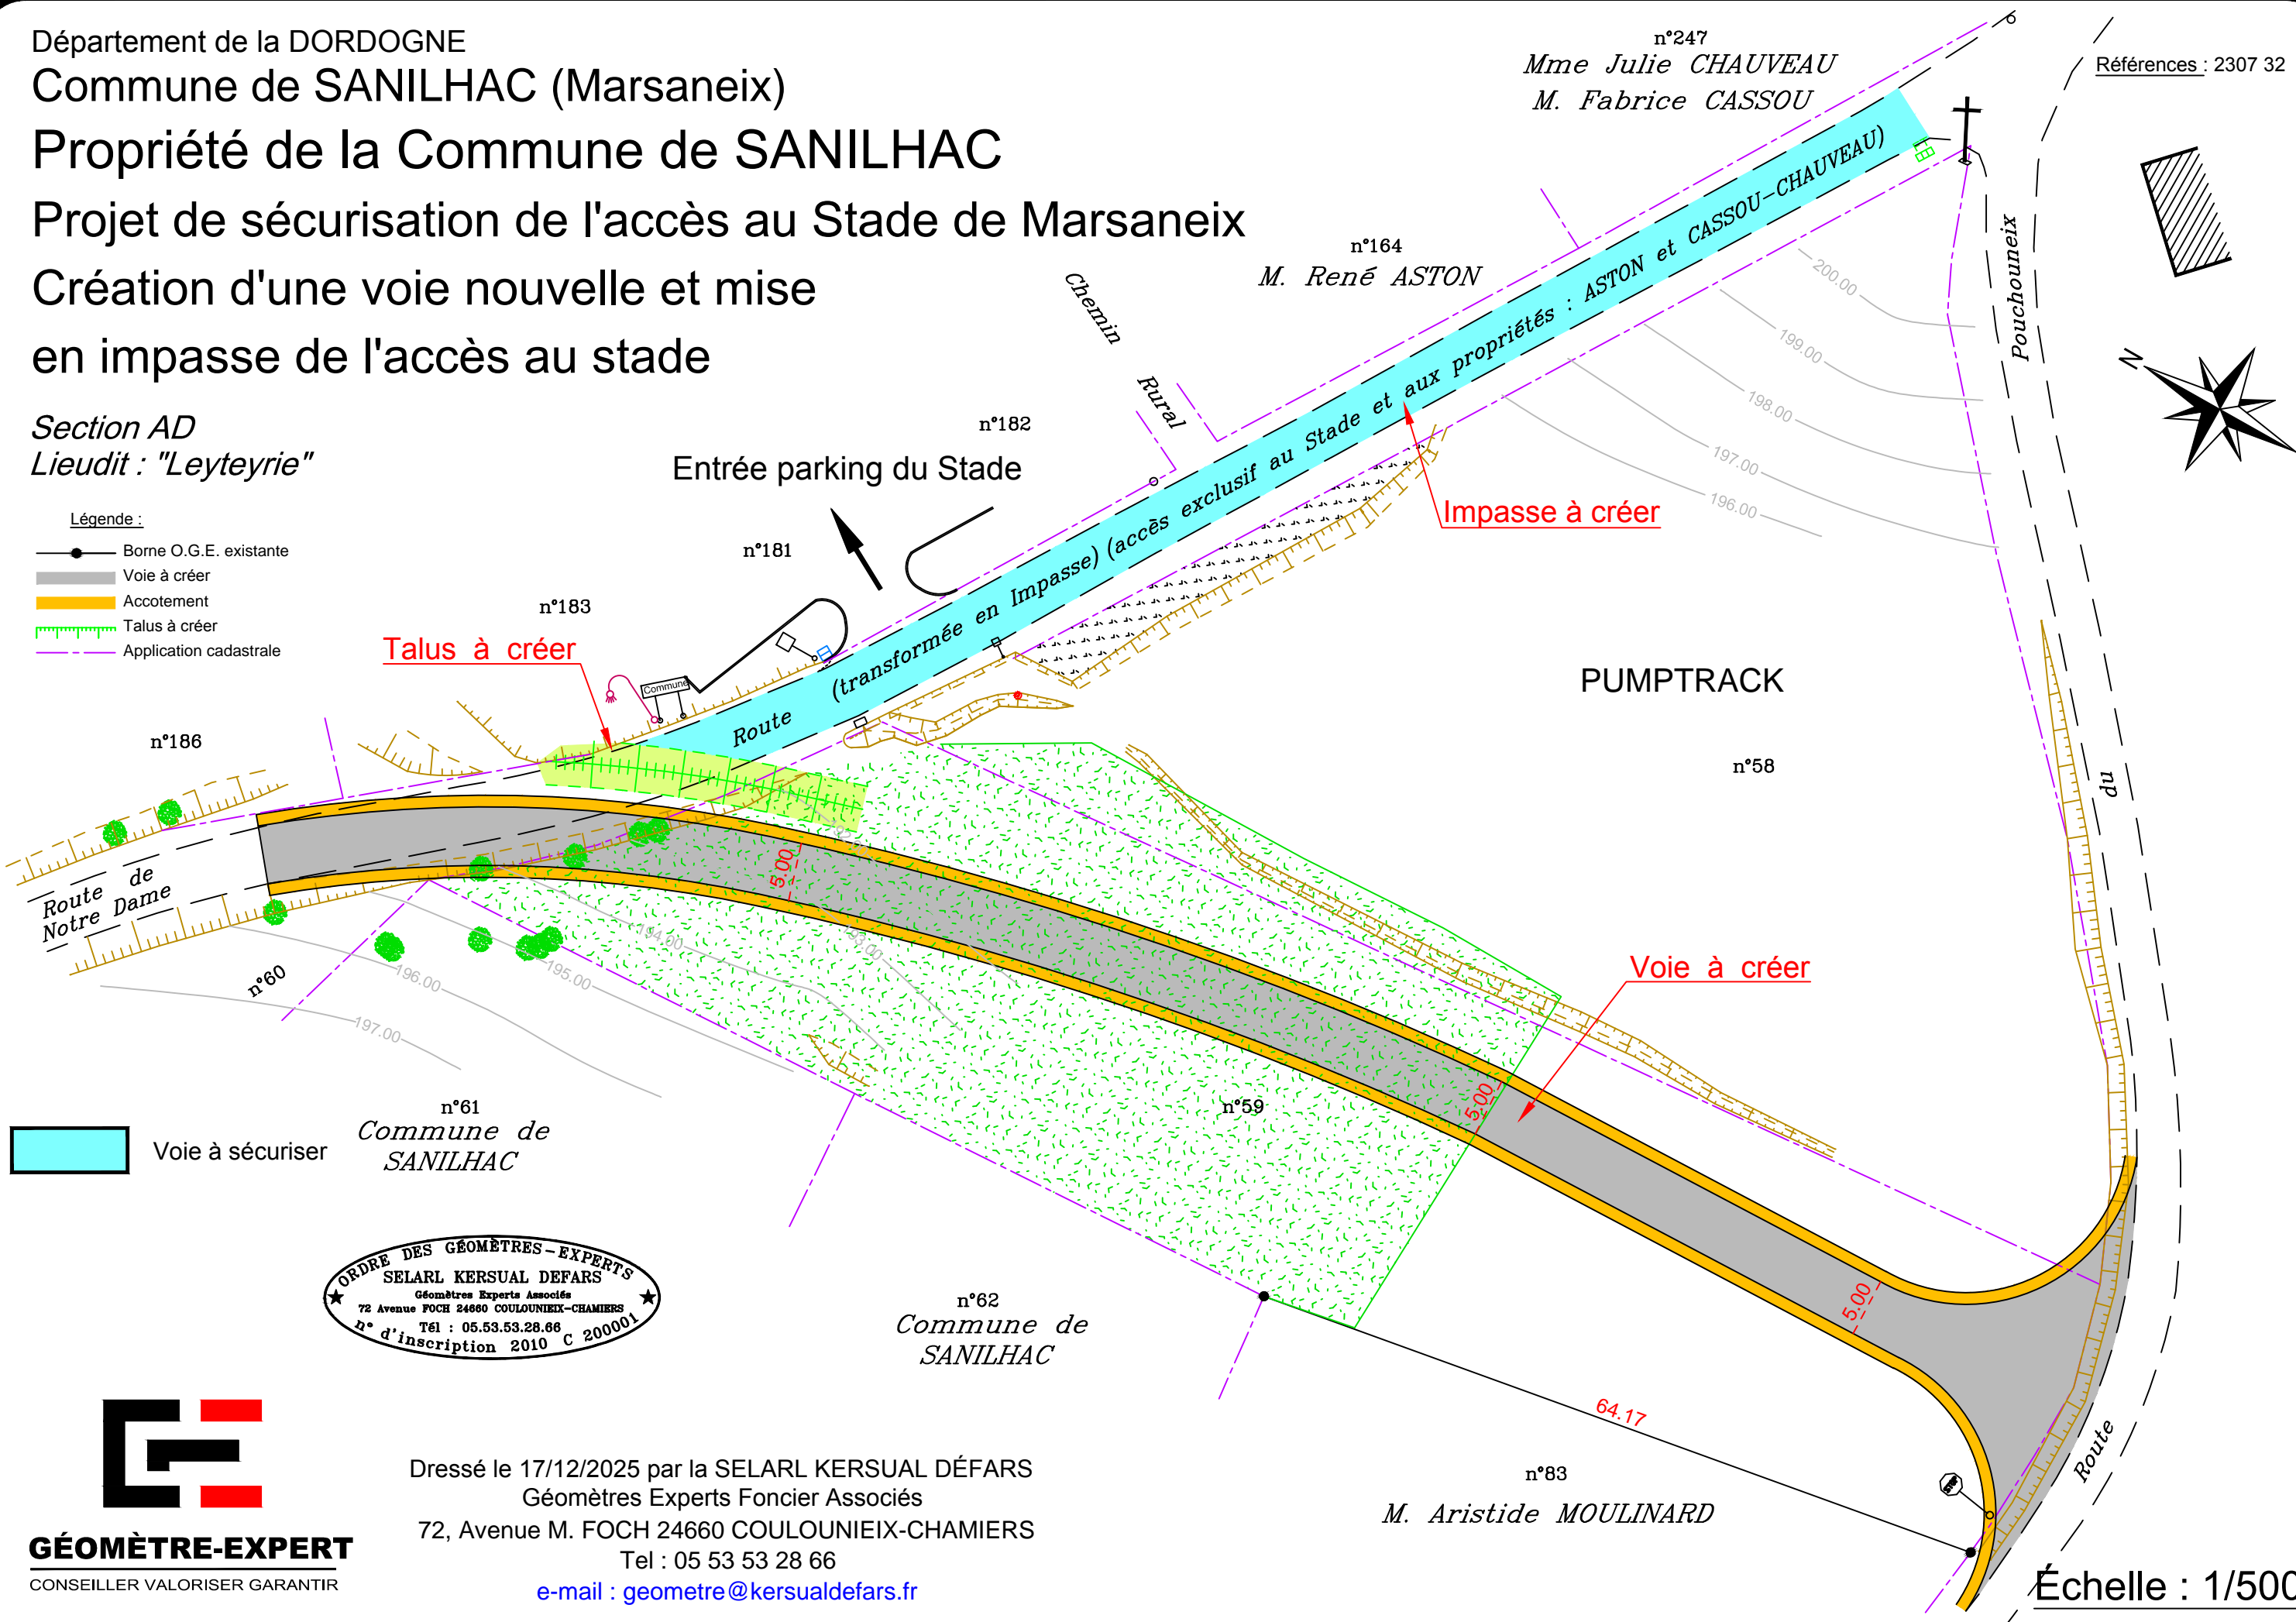 Département de la DORDOGNE
Commune de SANILHAC (Marsaneix)
Propriété de la Commune de SANILHAC
Projet de sécurisation de l'accès au Stade de Marsaneix
Création d'une voie nouvelle et mise
en impasse de l'accès au stade
Section AD
Lieudit : "Leyteyrie"
Références : 2307 32
n°247
Mme Julie CHAUVEAU
M. Fabrice CASSOU
n°164
M. René ASTON
Chemin Rural
n°182
Entrée parking du Stade
n°181
n°183
Légende :
Borne O.G.E. existante
Voie à créer
Accotement
Talus à créer
Application cadastrale
Talus à créer
Commune
Route (transformée en Impasse) (accès exclusif au Stade et aux propriétés : ASTON et CASSOU-CHAUVEAU)
Impasse à créer
200.00
199.00
198.00
197.00
196.00
N
Route du Pouchouneix
PUMPTRACK
n°58
n°186
Route de
Notre Dame
n°60
192.00
193.00
194.00
195.00
196.00
197.00
5.00
5.00
5.00
Voie à créer
n°59
n°61
Commune de
SANILHAC
Voie à sécuriser
n°62
Commune de
SANILHAC
64.17
n°83
M. Aristide MOULINARD
STOP
ORDRE DES GÉOMÈTRES-EXPERTS
SELARL KERSUAL DEFARS
Géomètres Experts Associés
72 Avenue FOCH 24660 COULOUNIEIX-CHAMIERS
Tél : 05.53.53.28.66
n° d'inscription 2010 C 200001
GÉOMÈTRE-EXPERT
CONSEILLER VALORISER GARANTIR
Dressé le 17/12/2025 par la SELARL KERSUAL DÉFARS
Géomètres Experts Foncier Associés
72, Avenue M. FOCH 24660 COULOUNIEIX-CHAMIERS
Tel : 05 53 53 28 66
e-mail : geometre@kersualdefars.fr
Échelle : 1/500